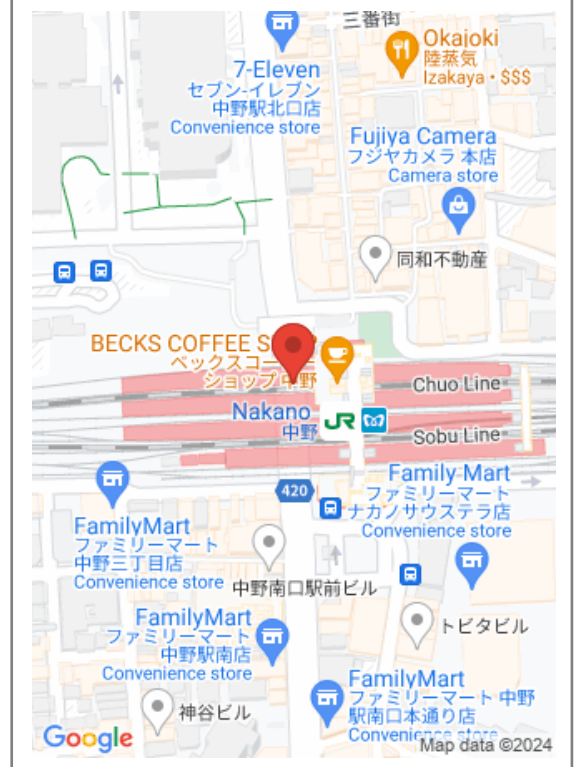 三番街
Okajoki
陸蒸気
Izakaya • $$$
7-Eleven
セブン-イレブン
中野駅北口店
Convenience store
Fujiya Camera
フジヤカメラ 本店
Camera store
同和不動産
BECKS COFFEE S
ベックスコー
ショップ 中野
Chuo Line
Nakano
中野
JR
Sobu Line
420
Family Mart
ファミリーマート
ナカノサウステラ店
Convenience store
FamilyMart
ファミリーマート
中野三丁目店
Convenience store
中野南口駅前ビル
FamilyMart
ファミリーマート
中野駅南店
Convenience store
トビタビル
FamilyMart
ファミリーマート 中野
駅南口本通り店
Convenience store
神谷ビル
Google
Map data ©2024